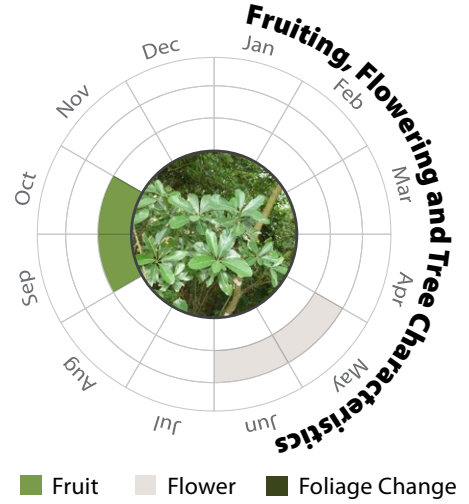 Fruiting, Flowering and Tree Characteristics
Jan
Feb
Mar
Apr
May
Jun
Jul
Aug
Sep
Oct
Nov
Dec
Fruit
Flower
Foliage Change